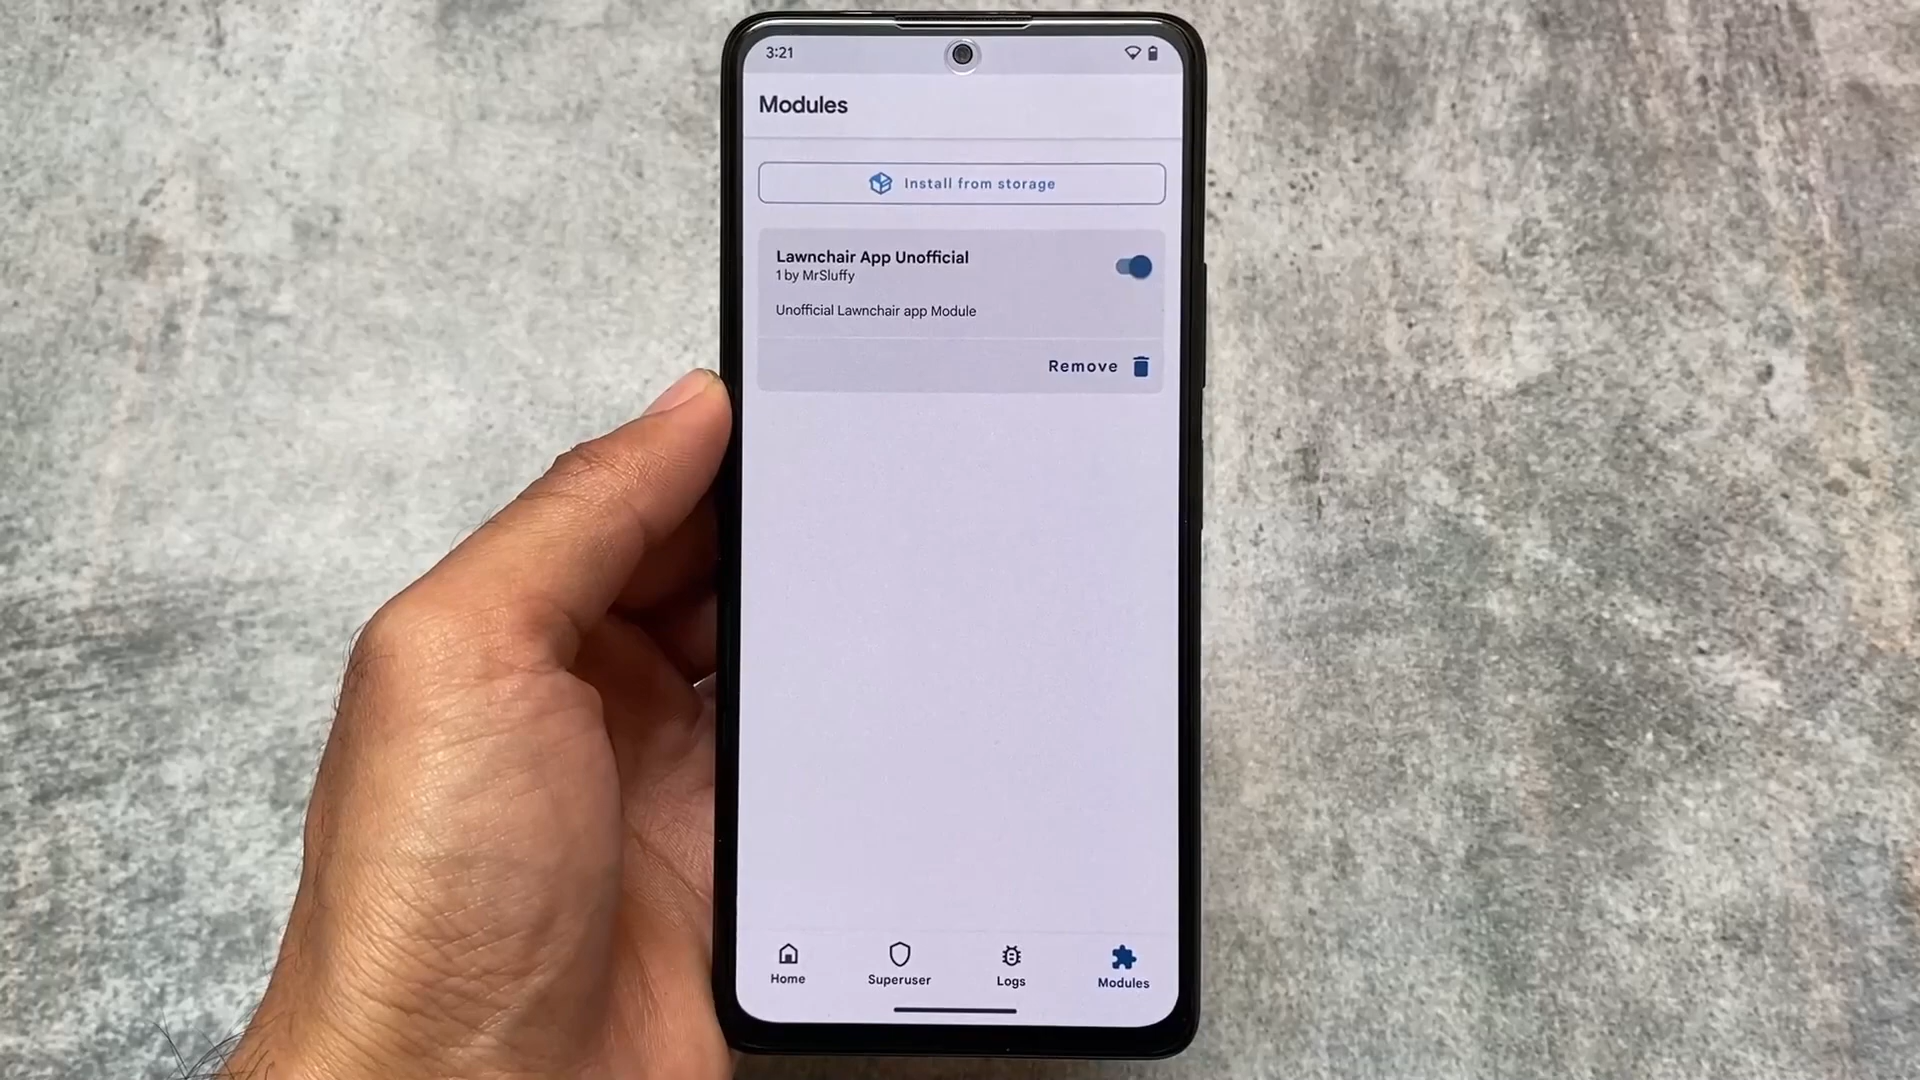 3:21
Modules
Install from storage
Lawnchair App Unofficial
1 by MrSluffy
Unofficial Lawnchair app Module
Remove
Home
Superuser
Logs
Modules